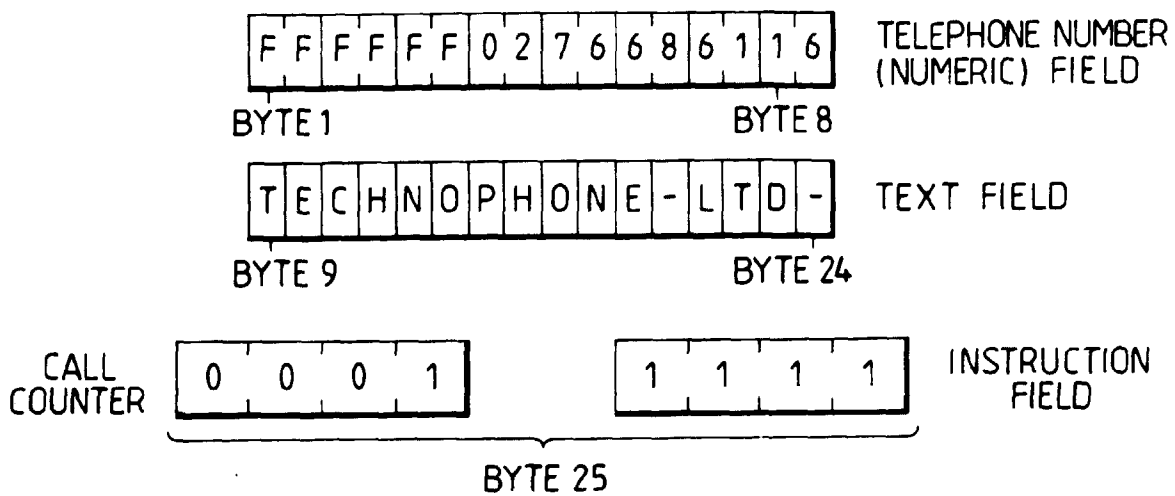 F F F F F F 0 2 7 6 6 8 6 1 1 6 TELEPHONE NUMBER
(NUMERIC) FIELD
BYTE 1 BYTE 8
T E C H N O P H O N E - L T D - TEXT FIELD
BYTE 9 BYTE 24
CALL COUNTER 0 0 0 1 1 1 1 1 INSTRUCTION FIELD
BYTE 25